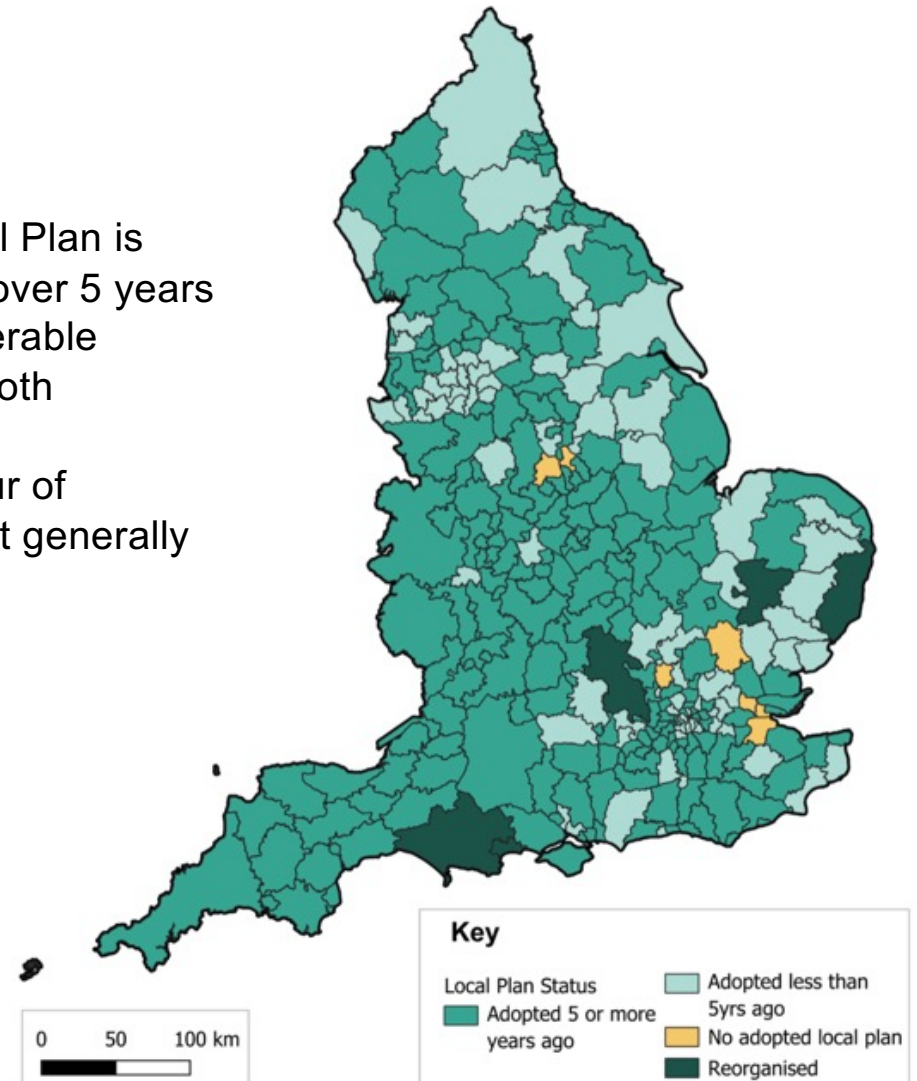 l Plan is
over 5 years
erable
oth
ur of
t generally
Key
Local Plan Status
Adopted 5 or more
years ago
Adopted less than
5yrs ago
No adopted local plan
Reorganised
0 50 100 km